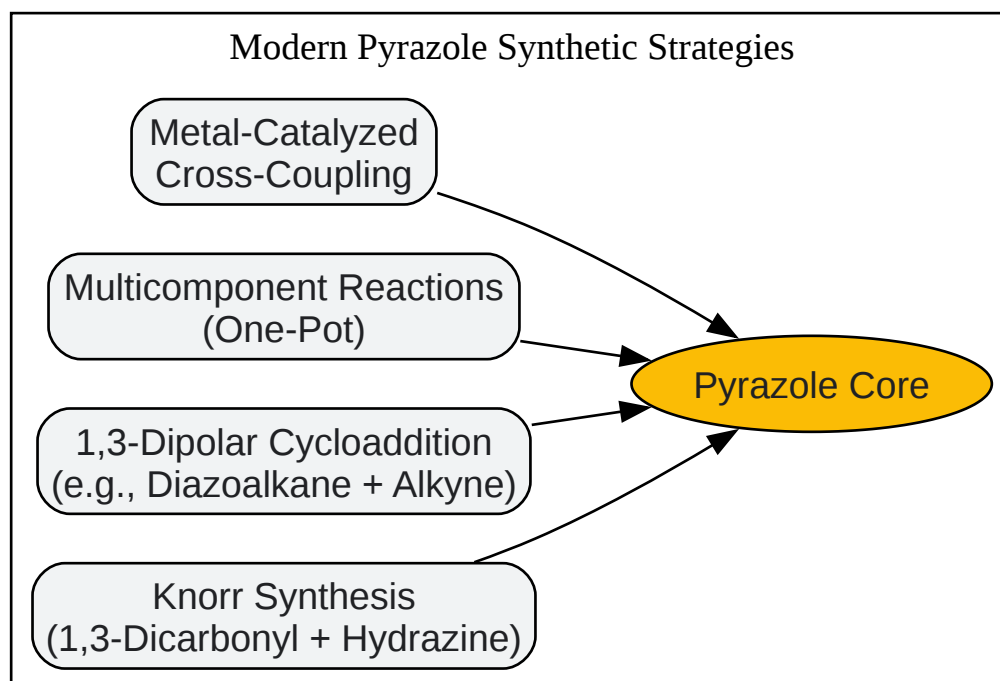 Modern Pyrazole Synthetic Strategies
Metal-Catalyzed
Cross-Coupling
Multicomponent Reactions
(One-Pot)
Pyrazole Core
1,3-Dipolar Cycloaddition
(e.g., Diazoalkane + Alkyne)
Knorr Synthesis
(1,3-Dicarbonyl + Hydrazine)